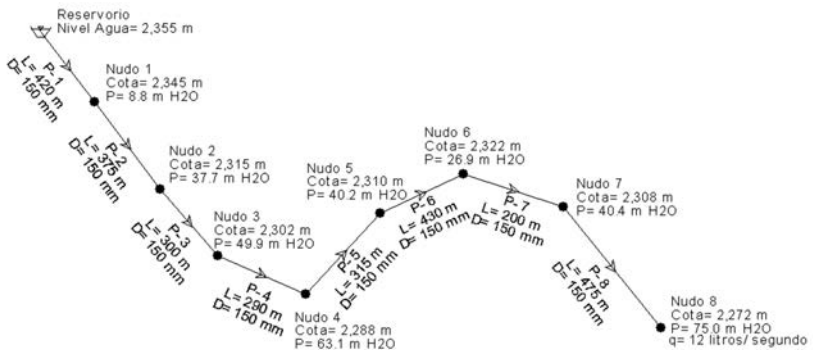 Reservorio
Nivel Agua= 2,355 m
P-1
L= 420 m
D= 150 mm
Nudo 1
Cota= 2,345 m
P= 8.8 m H2O
P-2
L= 375 m
D= 150 mm
Nudo 2
Cota= 2,315 m
P= 37.7 m H2O
P-3
L= 300 m
D= 150 mm
Nudo 3
Cota= 2,302 m
P= 49.9 m H2O
P-4
L= 290 m
D= 150 mm
Nudo 4
Cota= 2,288 m
P= 63.1 m H2O
P-5
L= 315 m
D= 150 mm
Nudo 5
Cota= 2,310 m
P= 40.2 m H2O
P-6
L= 430 m
D= 150 mm
Nudo 6
Cota= 2,322 m
P= 26.9 m H2O
P-7
L= 200 m
D= 150 mm
Nudo 7
Cota= 2,308 m
P= 40.4 m H2O
P-8
L= 475 m
D= 150 mm
Nudo 8
Cota= 2,272 m
P= 75.0 m H2O
q= 12 litros/ segundo